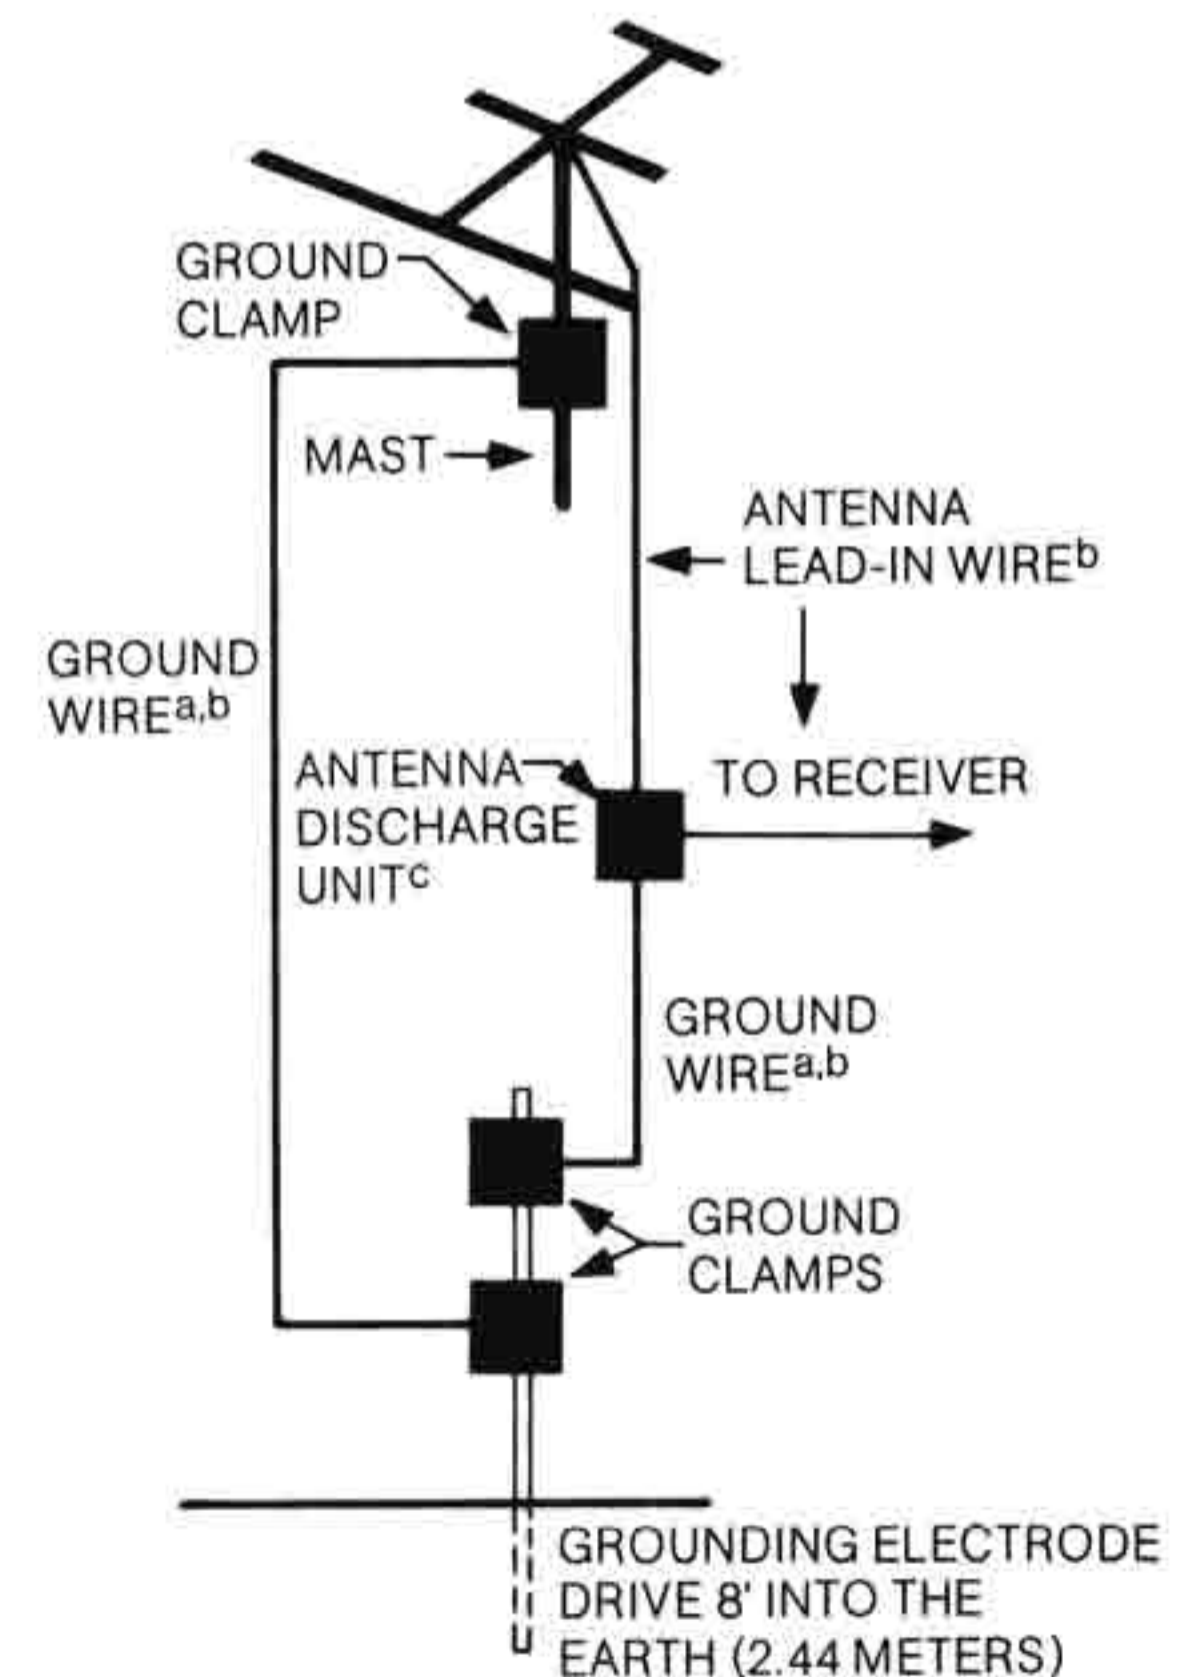 GROUND
CLAMP
MAST
ANTENNA
LEAD-IN WIREb
GROUND
WIREa,b
ANTENNA
DISCHARGE
UNITc
TO RECEIVER
GROUND
WIREa,b
GROUND
CLAMPS
GROUNDING ELECTRODE
DRIVE 8' INTO THE
EARTH (2.44 METERS)